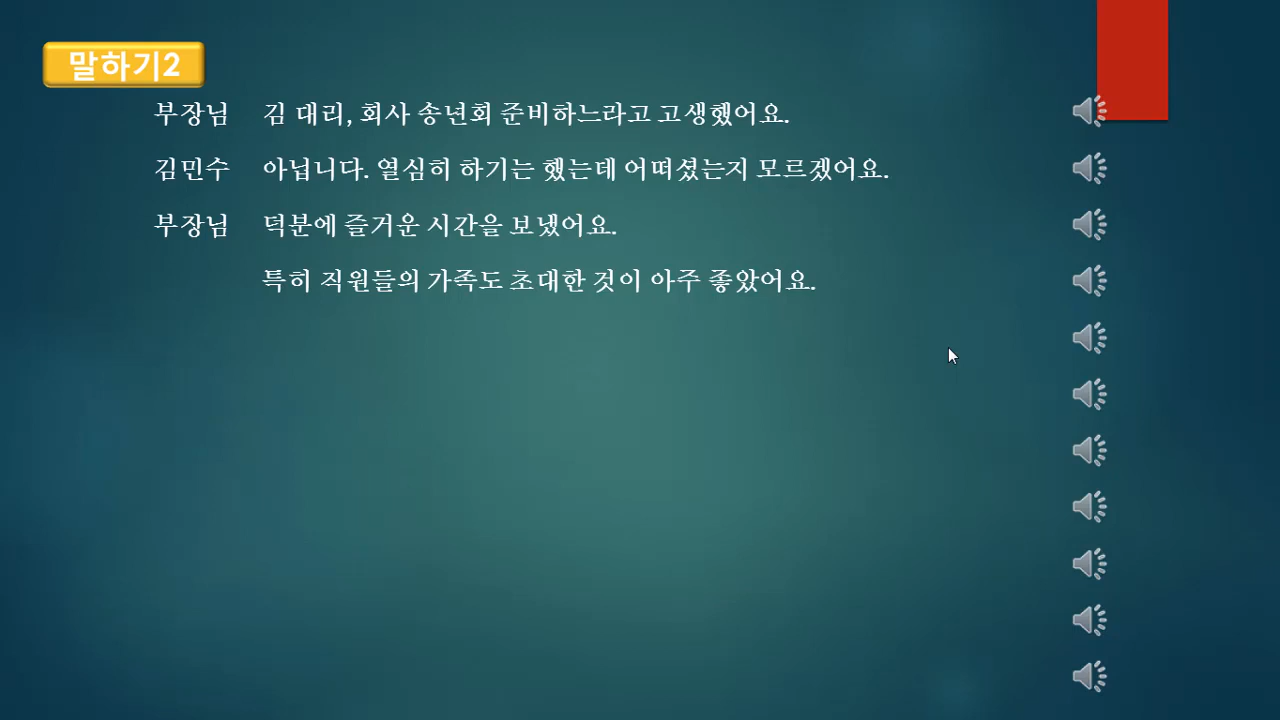 말하기2
부장님 김 대리, 회사 송년회 준비하느라고 고생했어요.
김민수 아닙니다. 열심히 하기는 했는데 어떠셨는지 모르겠어요.
부장님 덕분에 즐거운 시간을 보냈어요.
특히 직원들의 가족도 초대한 것이 아주 좋았어요.